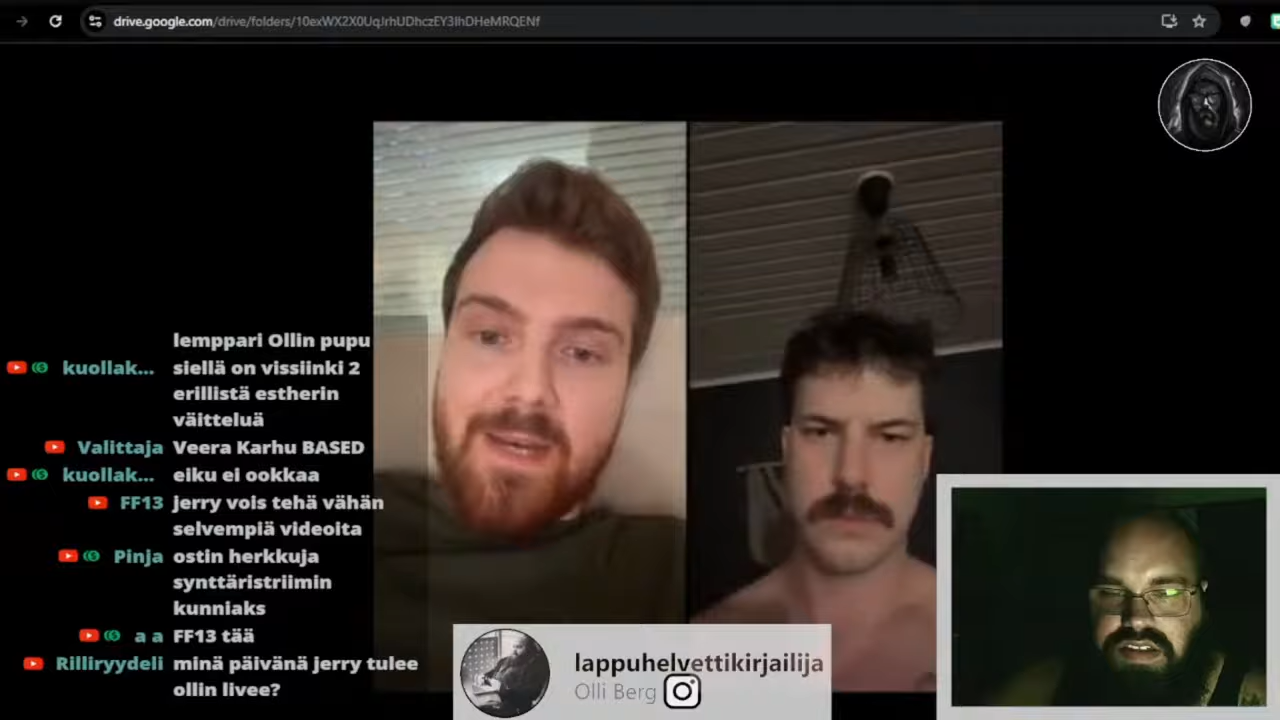 drive.google.com/drive/folders/10exWX2X0UqJrhUDhczEY3IhDHeMRQENf
lemppari Ollin pupu
kuollak... siellä on vissiinki 2
erillistä estherin
väittelyä
Valittaja Veera Karhu BASED
kuollak... eiku ei ookkaa
FF13 jerry vois tehä vähän
selvempiä videoita
Pinja ostin herkkuja
synttäristriimin
kunniaks
a a FF13 tää
Rilliryydeli minä päivänä jerry tulee
ollin livee?
lappuhelvettikirjailija
Olli Berg